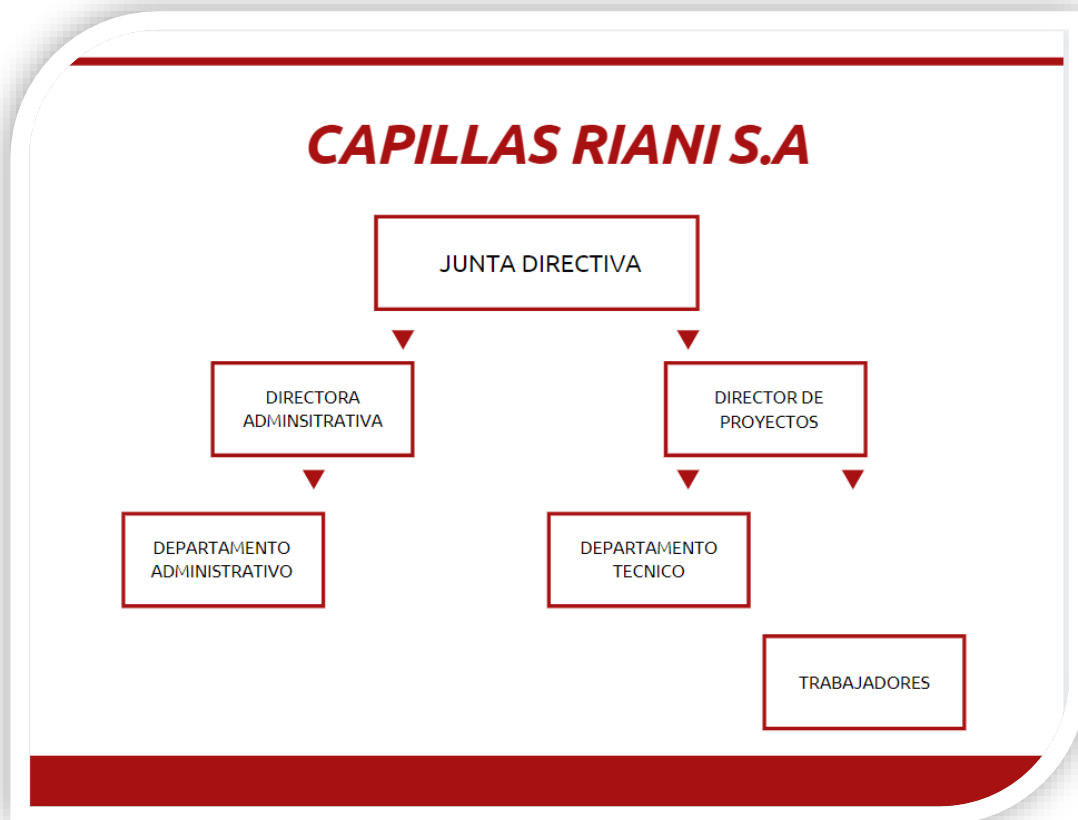 CAPILLAS RIANI S.A
JUNTA DIRECTIVA
DIRECTORA
ADMINSITRATIVA
DIRECTOR DE
PROYECTOS
DEPARTAMENTO
ADMINISTRATIVO
DEPARTAMENTO
TECNICO
TRABAJADORES